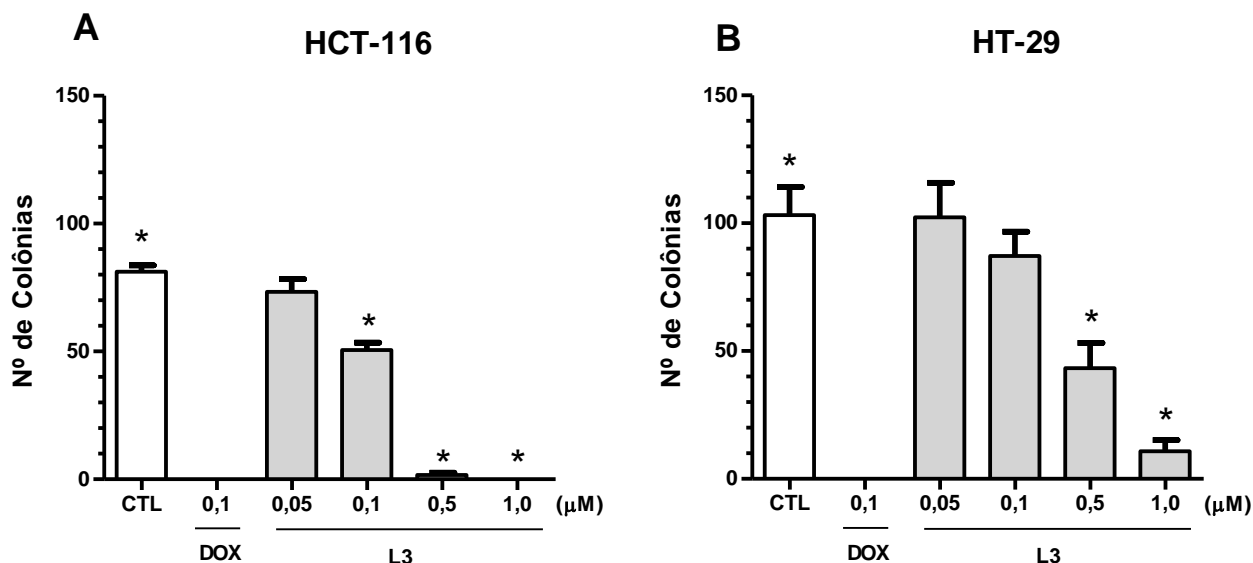 A
HCT-116
Nº de Colônias
150
100
50
0
*
*
*
*
CTL
0,1
0,05
0,1
0,5
1,0
(µM)
DOX
L3
B
HT-29
Nº de Colônias
150
100
50
0
*
*
*
CTL
0,1
0,05
0,1
0,5
1,0
(µM)
DOX
L3